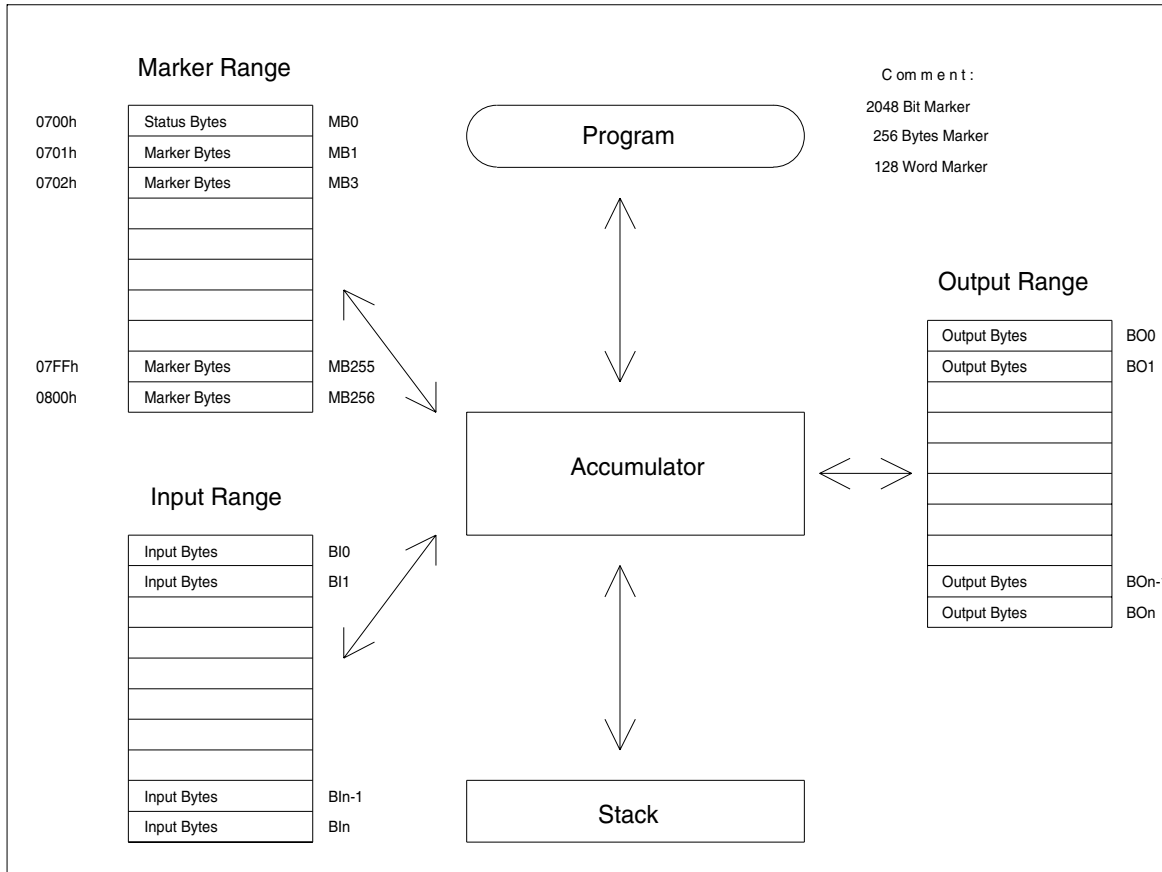 Marker Range
0700h Status Bytes MB0
0701h Marker Bytes MB1
0702h Marker Bytes MB3
07FFh Marker Bytes MB255
0800h Marker Bytes MB256
Program
C o m m e n t :
2048 Bit Marker
256 Bytes Marker
128 Word Marker
Output Range
Output Bytes BO0
Output Bytes BO1
Output Bytes BOn-1
Output Bytes BOn
Accumulator
Input Range
Input Bytes BI0
Input Bytes BI1
Input Bytes BIn-1
Input Bytes BIn
Stack